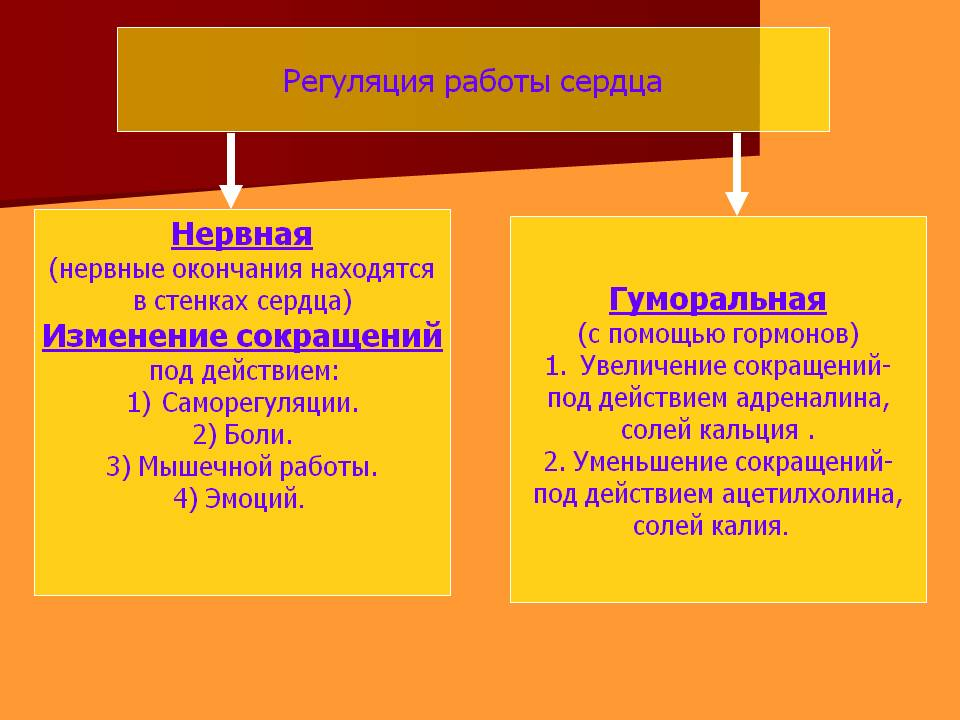 Регуляция работы сердца
Нервная
(нервные окончания находятся
в стенках сердца)
Изменение сокращений
под действием:
1) Саморегуляции.
2) Боли.
3) Мышечной работы.
4) Эмоций.
Гуморальная
(с помощью гормонов)
1. Увеличение сокращений-
под действием адреналина,
солей кальция .
2. Уменьшение сокращений-
под действием ацетилхолина,
солей калия.